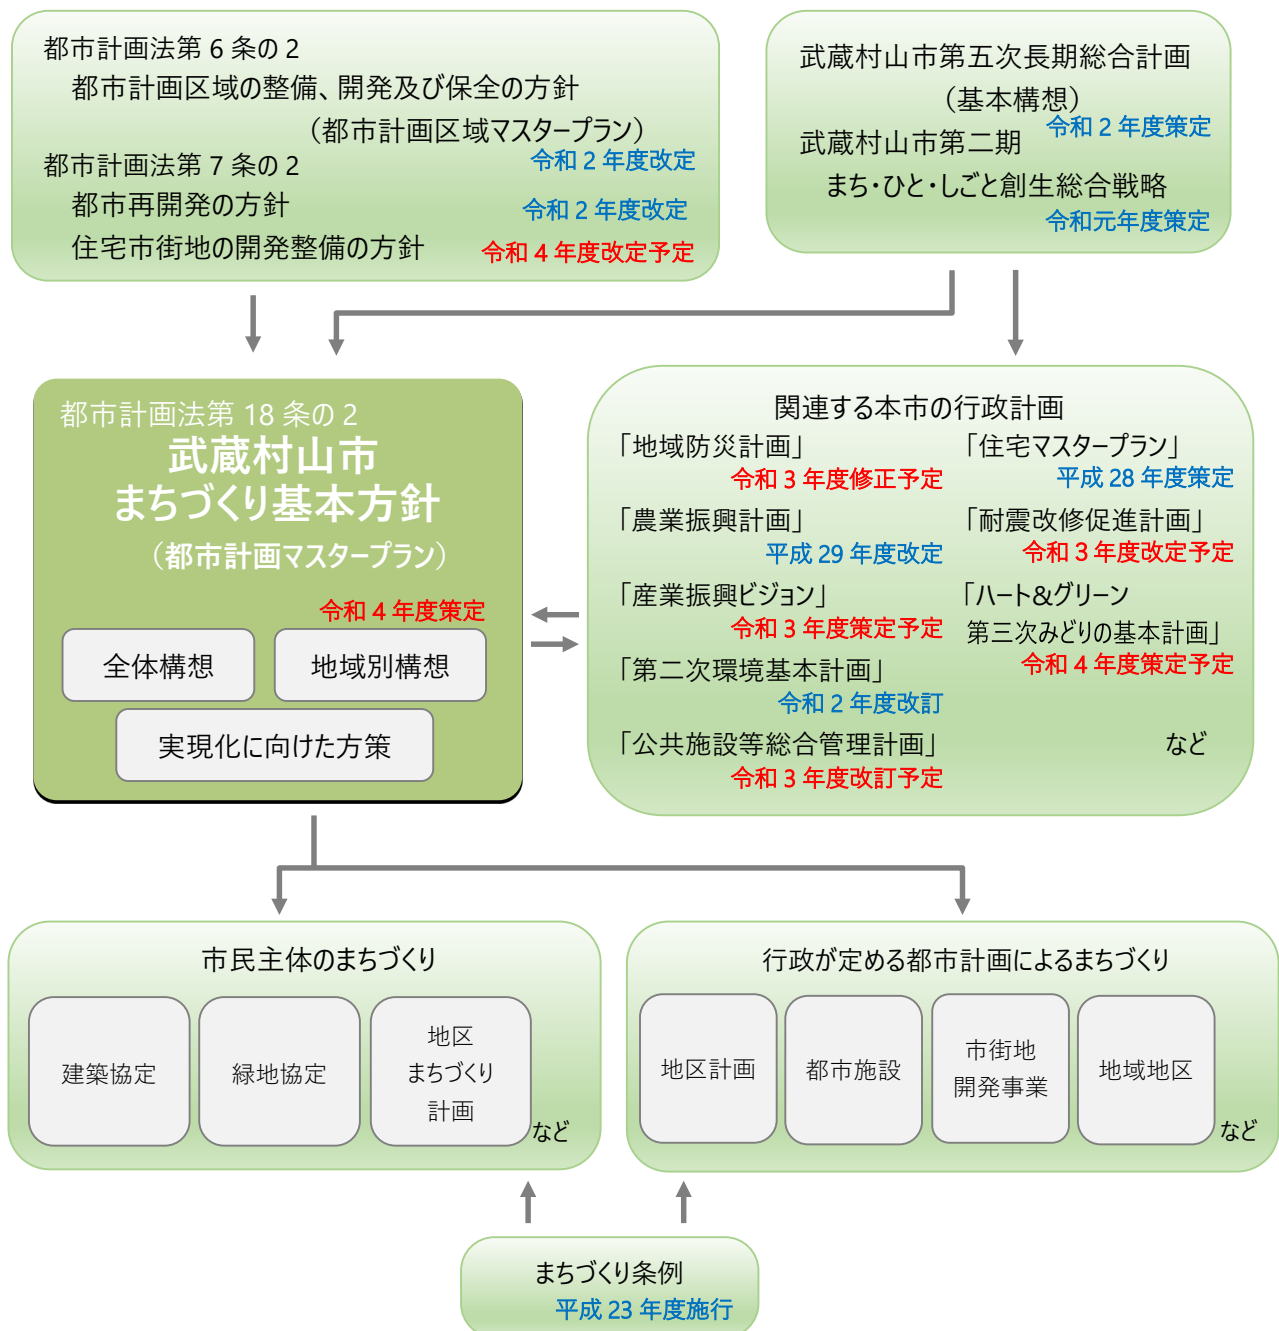 都市計画法第 6 条の 2
都市計画区域の整備、開発及び保全の方針
（都市計画区域マスタープラン）
令和 2 年度改定
都市計画法第 7 条の 2
都市再開発の方針
令和 2 年度改定
住宅市街地の開発整備の方針
令和 4 年度改定予定
武蔵村山市第五次長期総合計画
（基本構想）
令和 2 年度策定
武蔵村山市第二期
まち・ひと・しごと創生総合戦略
令和元年度策定
都市計画法第 18 条の 2
武蔵村山市
まちづくり基本方針
（都市計画マスタープラン）
令和 4 年度策定
全体構想
地域別構想
実現化に向けた方策
関連する本市の行政計画
「地域防災計画」
令和 3 年度修正予定
「農業振興計画」
平成 29 年度改定
「産業振興ビジョン」
令和 3 年度策定予定
「第二次環境基本計画」
令和 2 年度改訂
「公共施設等総合管理計画」
令和 3 年度改訂予定
「住宅マスタープラン」
平成 28 年度策定
「耐震改修促進計画」
令和 3 年度改定予定
「ハート&グリーン
第三次みどりの基本計画」
令和 4 年度策定予定
など
市民主体のまちづくり
建築協定
緑地協定
地区
まちづくり
計画
など
行政が定める都市計画によるまちづくり
地区計画
都市施設
市街地
開発事業
地域地区
など
まちづくり条例
平成 23 年度施行